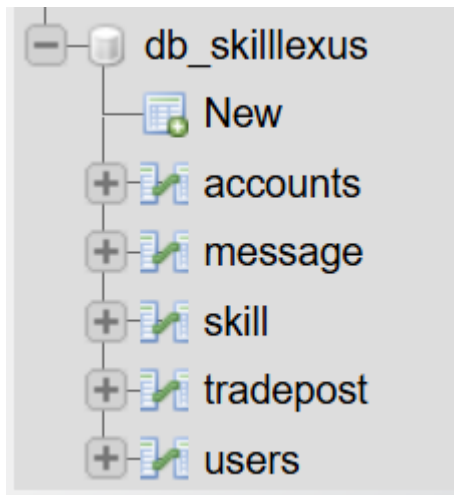 db_skilllexus
New
accounts
message
skill
tradepost
users